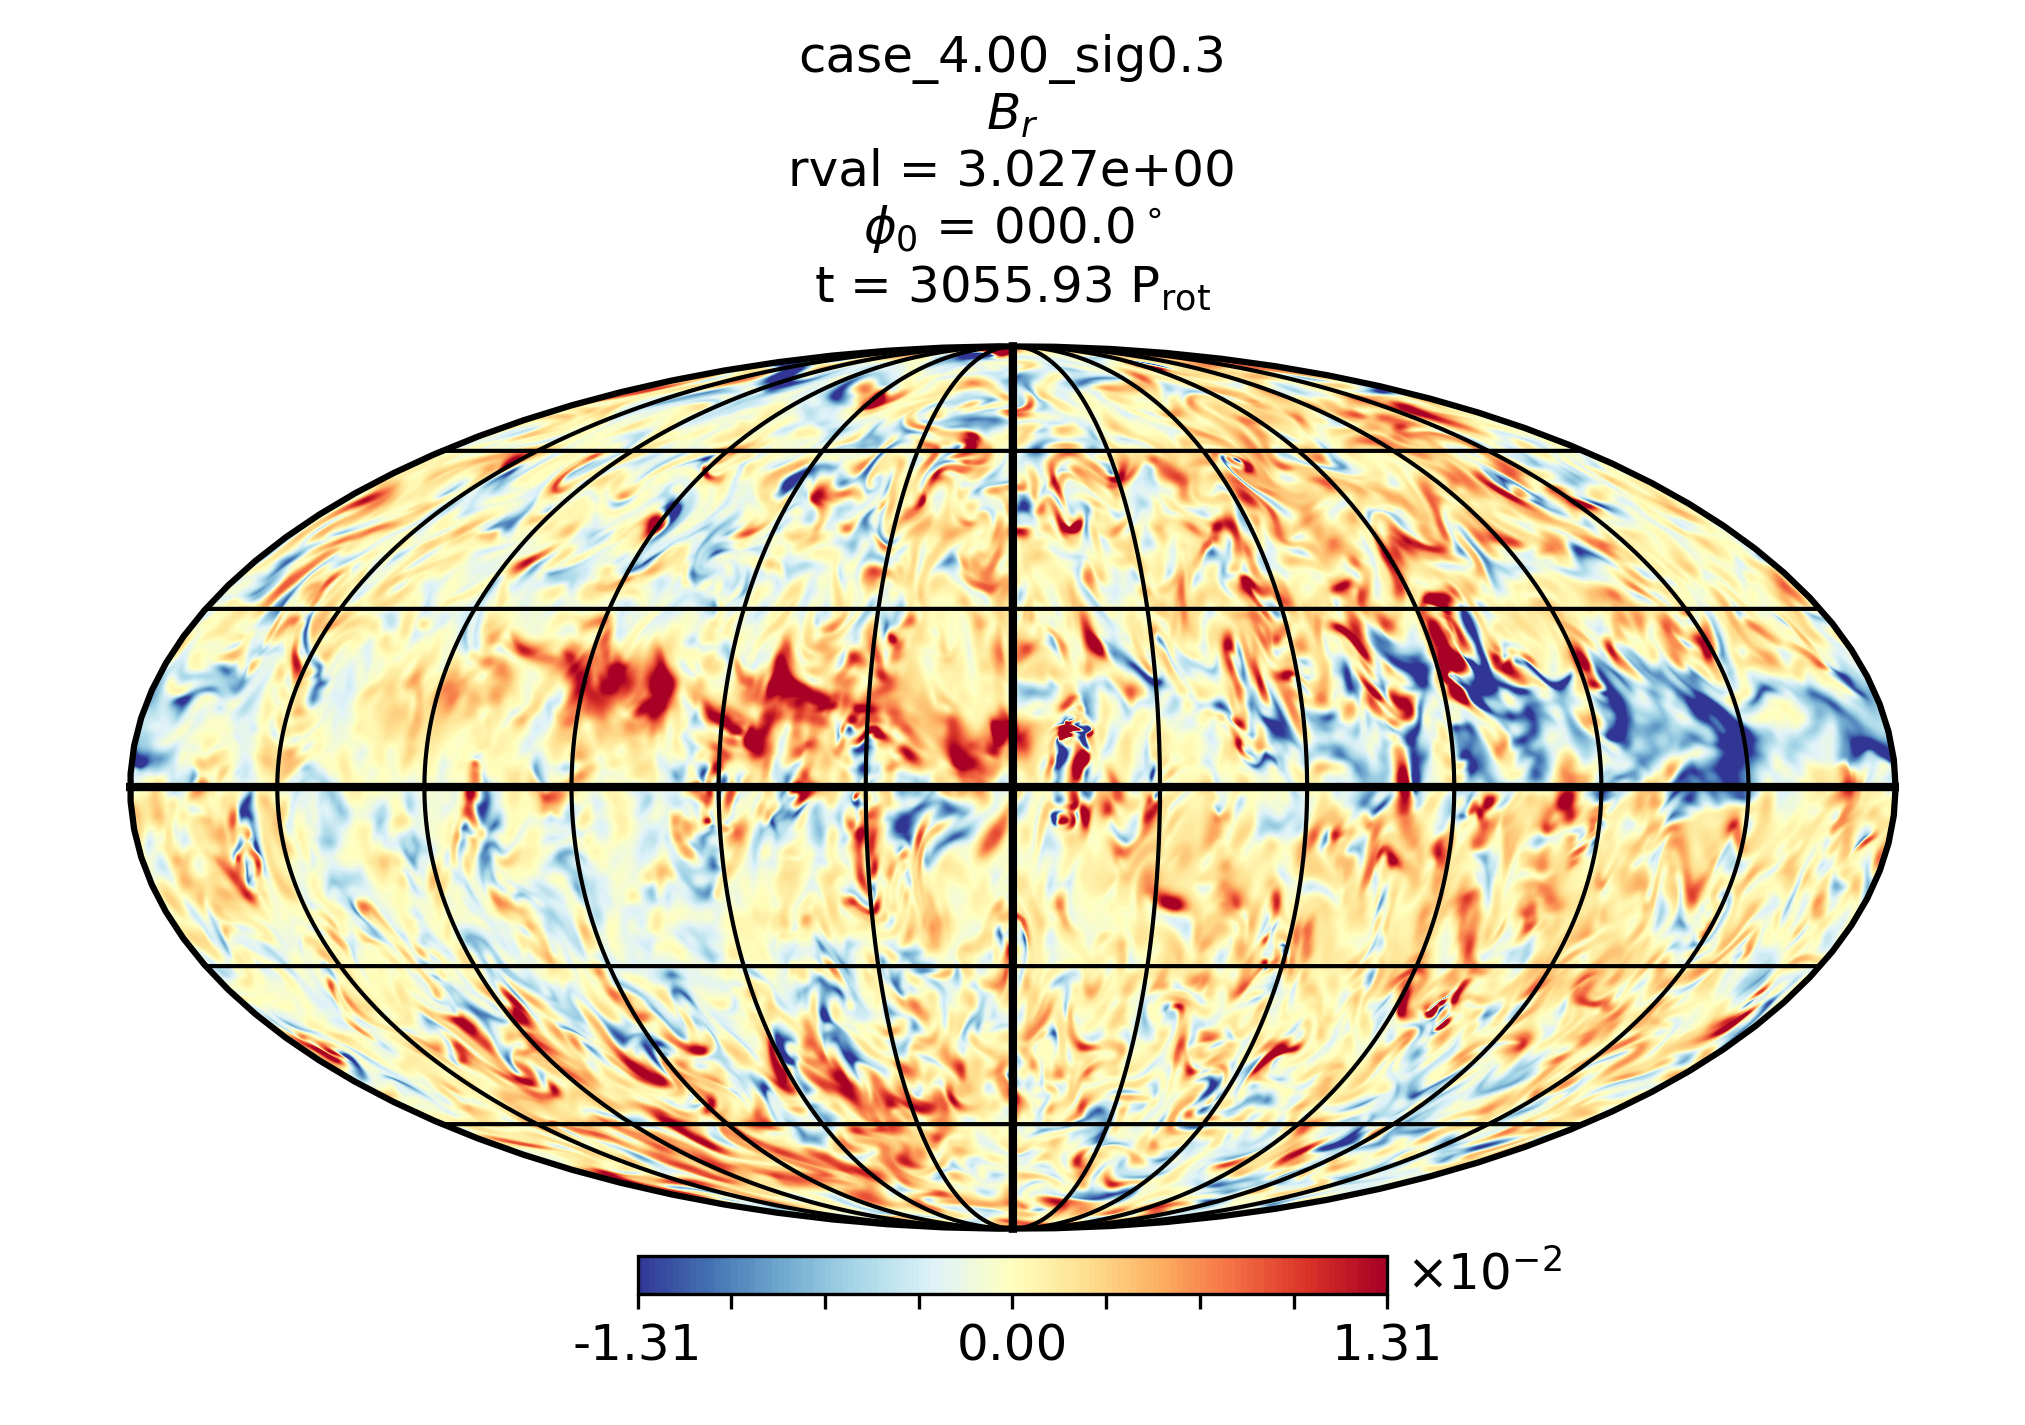 case_4.00_sig0.3
B_r
rval = 3.027e+00
ϕ_0 = 000.0°
t = 3055.93 P_rot
×10^−2
-1.31 0.00 1.31